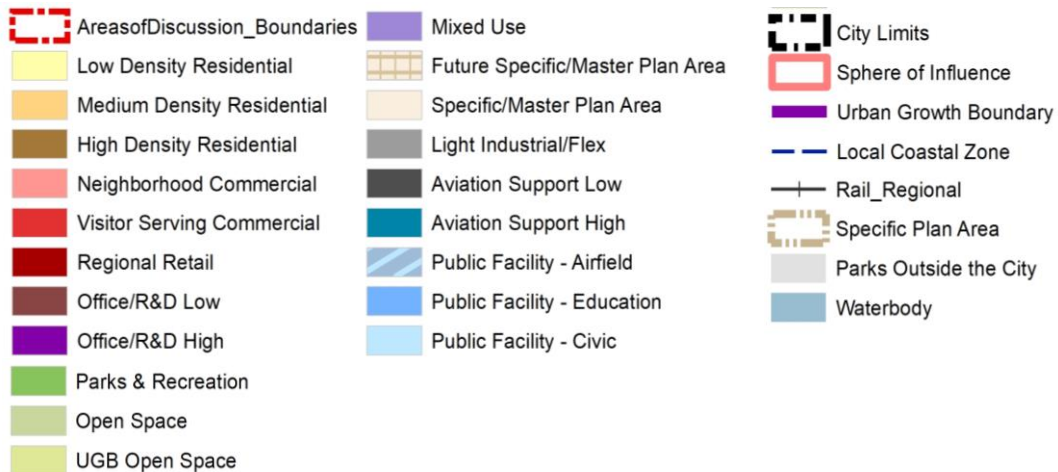 AreasofDiscussion_Boundaries
Low Density Residential
Medium Density Residential
High Density Residential
Neighborhood Commercial
Visitor Serving Commercial
Regional Retail
Office/R&D Low
Office/R&D High
Parks & Recreation
Open Space
UGB Open Space
Mixed Use
Future Specific/Master Plan Area
Specific/Master Plan Area
Light Industrial/Flex
Aviation Support Low
Aviation Support High
Public Facility - Airfield
Public Facility - Education
Public Facility - Civic
City Limits
Sphere of Influence
Urban Growth Boundary
Local Coastal Zone
Rail_Regional
Specific Plan Area
Parks Outside the City
Waterbody